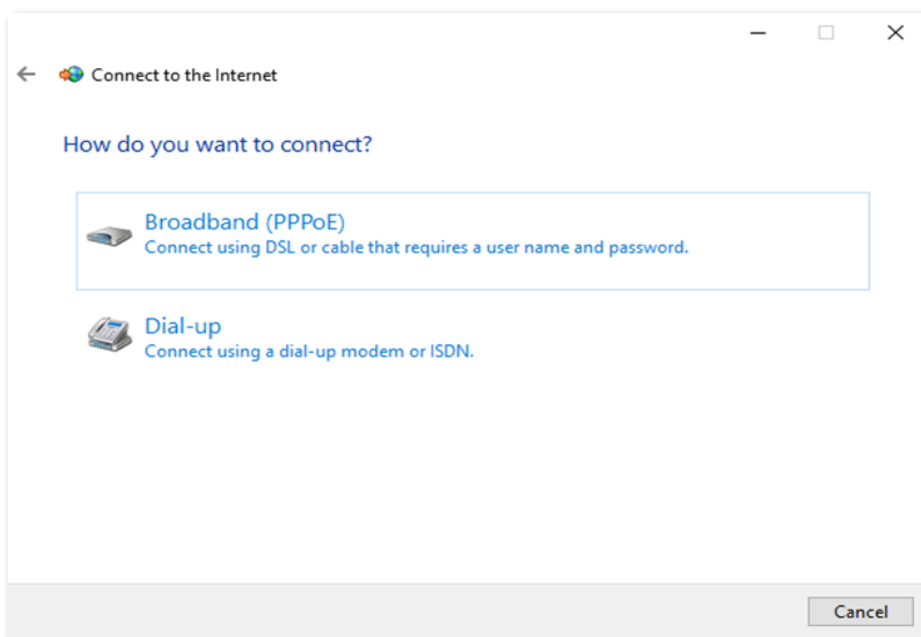 Connect to the Internet
How do you want to connect?
Broadband (PPPoE)
Connect using DSL or cable that requires a user name and password.
Dial-up
Connect using a dial-up modem or ISDN.
Cancel